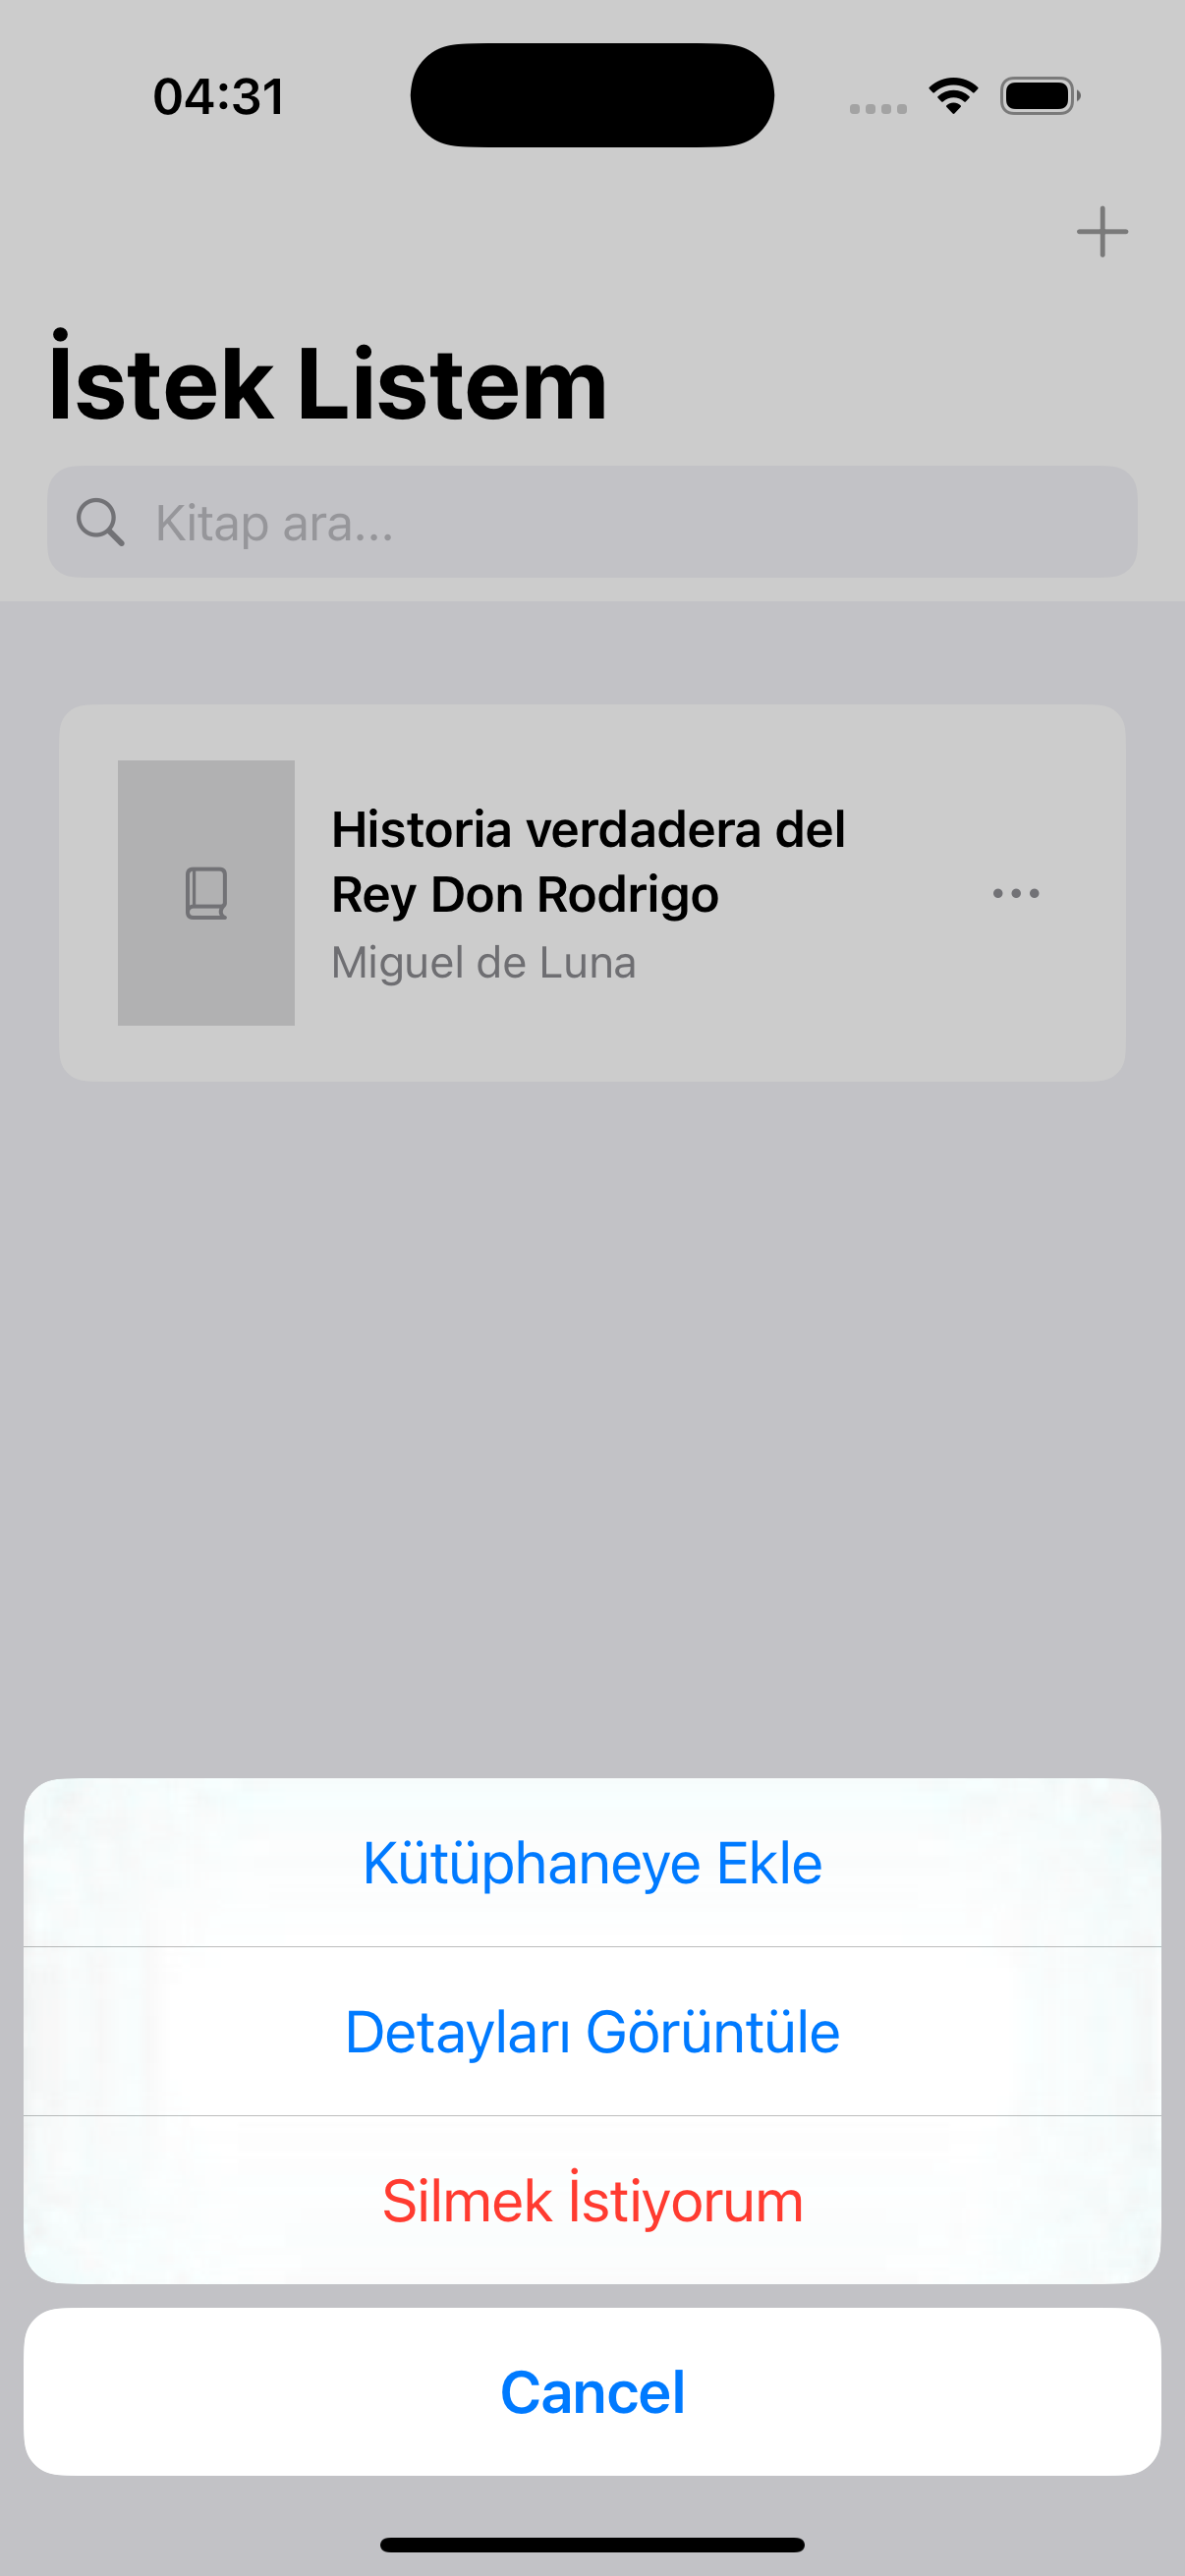 04:31
İstek Listem
Kitap ara...
Historia verdadera del
Rey Don Rodrigo
Miguel de Luna
Kütüphaneye Ekle
Detayları Görüntüle
Silmek İstiyorum
Cancel